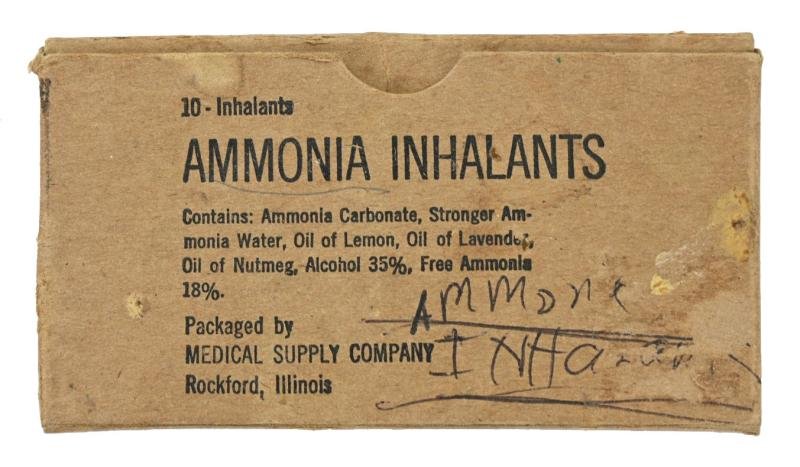 10 - Inhalants
AMMONIA INHALANTS
Contains: Ammonia Carbonate, Stronger Am-
monia Water, Oil of Lemon, Oil of Lavender,
Oil of Nutmeg, Alcohol 35%, Free Ammonia
18%.
AMMONE
Packaged by
MEDICAL SUPPLY COMPANY
Rockford, Illinois